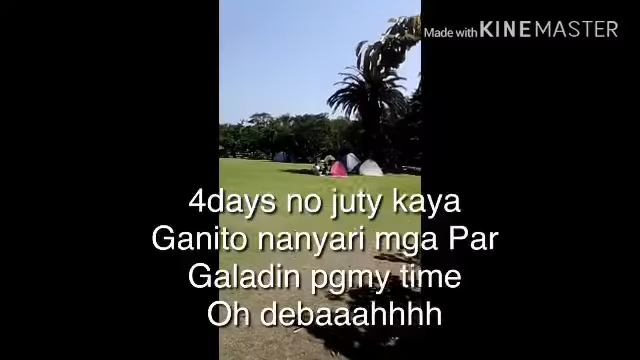 Made with KINEMASTER
4days no juty kaya
Ganito nanyari mga Par
Galadin pgmy time
Oh debaaahhhh